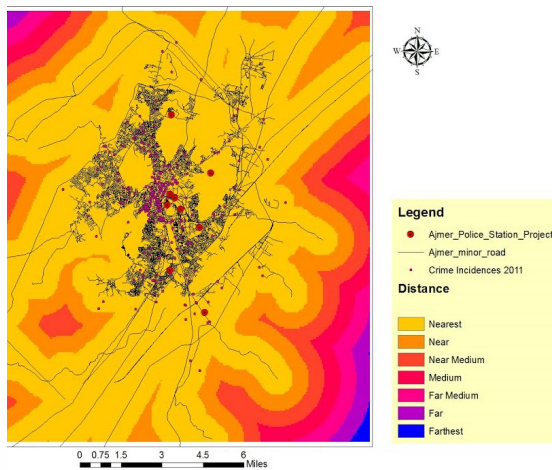 N
W E
S
Legend
Ajmer_Police_Station_Project
Ajmer_minor_road
Crime Incidences 2011
Distance
Nearest
Near
Near Medium
Medium
Far Medium
Far
Farthest
0 0.75 1.5 3 4.5 6
Miles